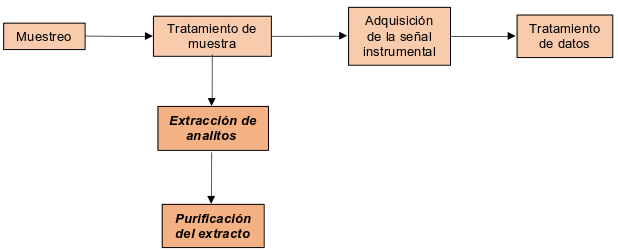 Muestreo
Tratamiento de
muestra
Adquisición
de la señal
instrumental
Tratamiento
de datos
Extracción de
analitos
Purificación
del extracto